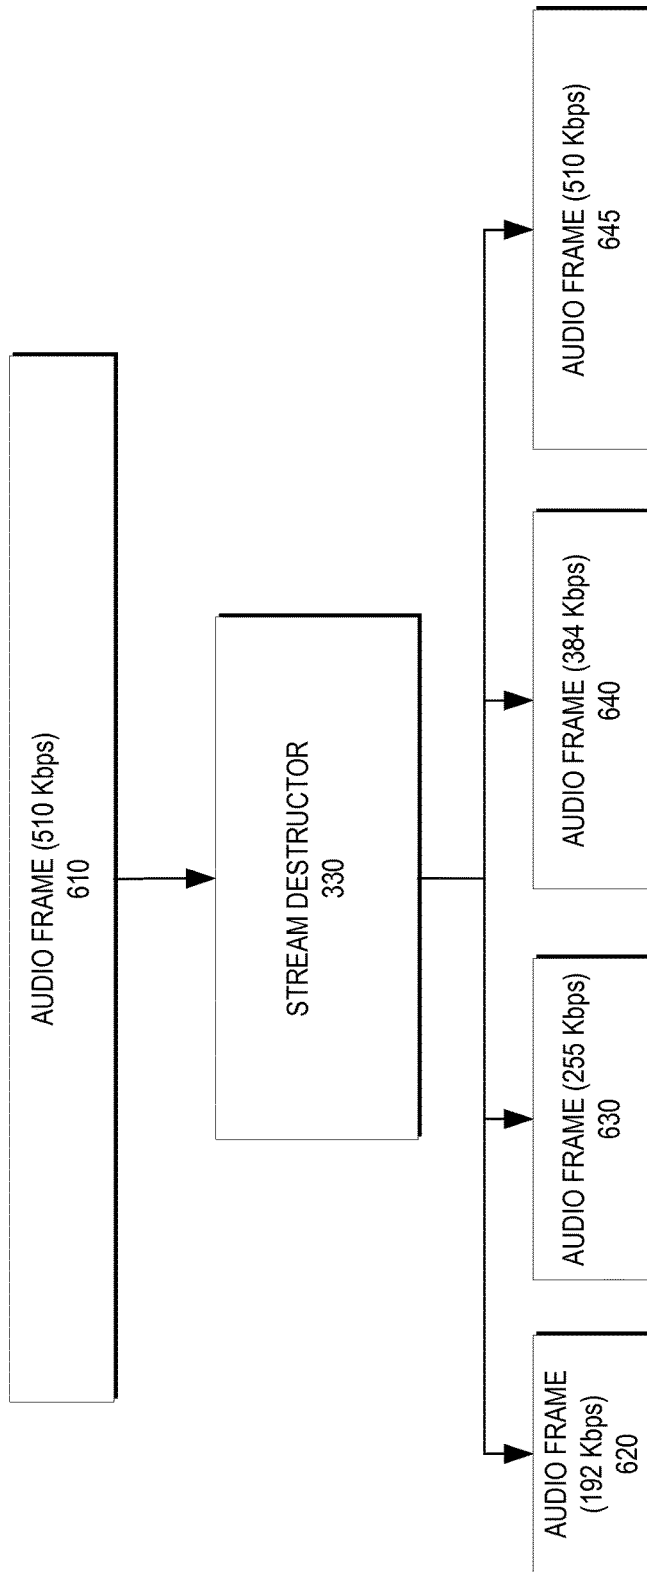 AUDIO FRAME (510 Kbps)
610
STREAM DESTRUCTOR
330
AUDIO FRAME
(192 Kbps)
620
AUDIO FRAME (255 Kbps)
630
AUDIO FRAME (384 Kbps)
640
AUDIO FRAME (510 Kbps)
645